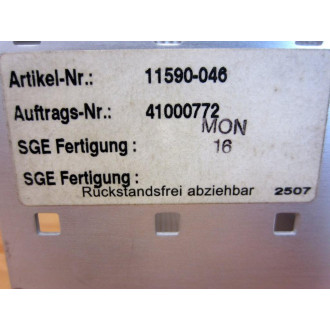 Artikel-Nr.: 11590-046
Auftrags-Nr.: 41000772
MON
SGE Fertigung : 16
SGE Fertigung :
Rückstandsfrei abziehbar 2507